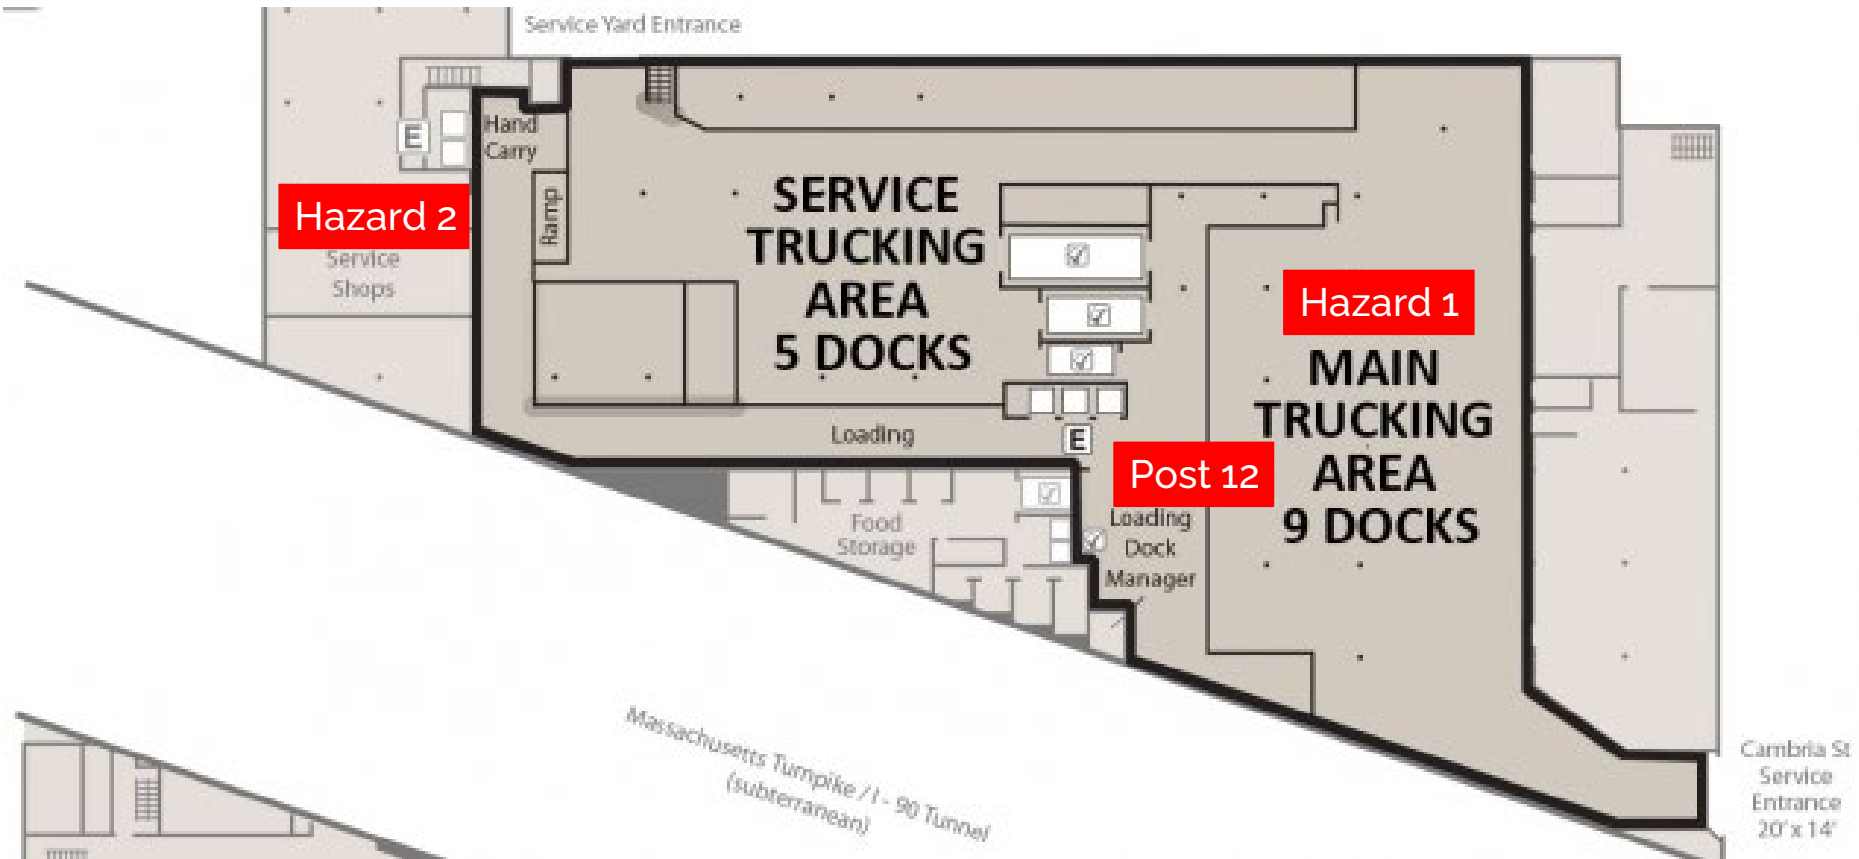 Service Yard Entrance
E
Hand
Carry
Ramp
Hazard 2
Service
Shops
SERVICE
TRUCKING
AREA
5 DOCKS
Hazard 1
MAIN
TRUCKING
AREA
9 DOCKS
Loading
E
Post 12
Loading
Dock
Manager
Food
Storage
Massachusetts Turnpike / I - 90 Tunnel
(subterranean)
Cambria St
Service
Entrance
20' x 14'